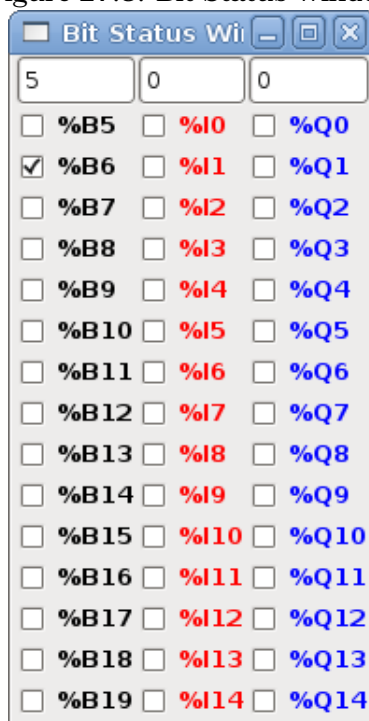 Bit Status Wi
5 0 0
%B5 %I0 %Q0
%B6 %I1 %Q1
%B7 %I2 %Q2
%B8 %I3 %Q3
%B9 %I4 %Q4
%B10 %I5 %Q5
%B11 %I6 %Q6
%B12 %I7 %Q7
%B13 %I8 %Q8
%B14 %I9 %Q9
%B15 %I10 %Q10
%B16 %I11 %Q11
%B17 %I12 %Q12
%B18 %I13 %Q13
%B19 %I14 %Q14